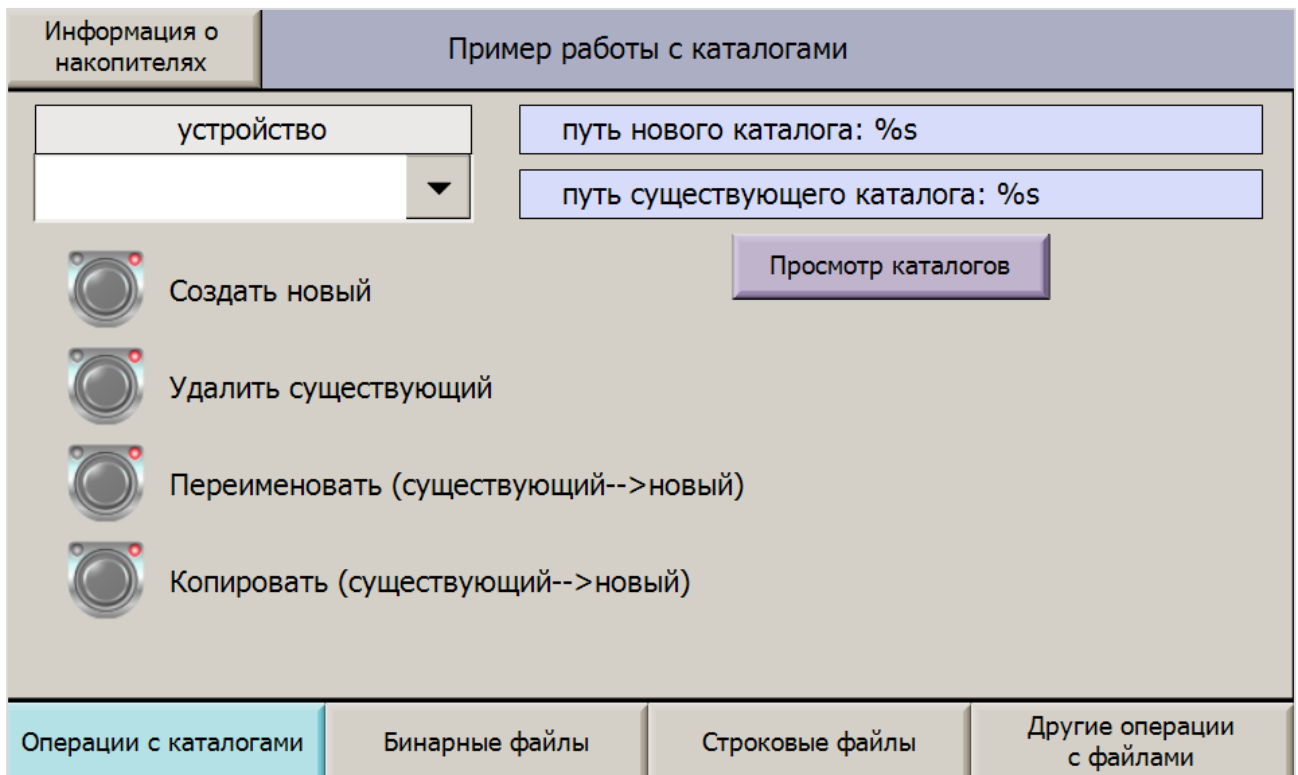 Информация о
накопителях
Пример работы с каталогами
устройство
путь нового каталога: %s
путь существующего каталога: %s
Просмотр каталогов
Создать новый
Удалить существующий
Переименовать (существующий-->новый)
Копировать (существующий-->новый)
Операции с каталогами
Бинарные файлы
Строковые файлы
Другие операции
с файлами